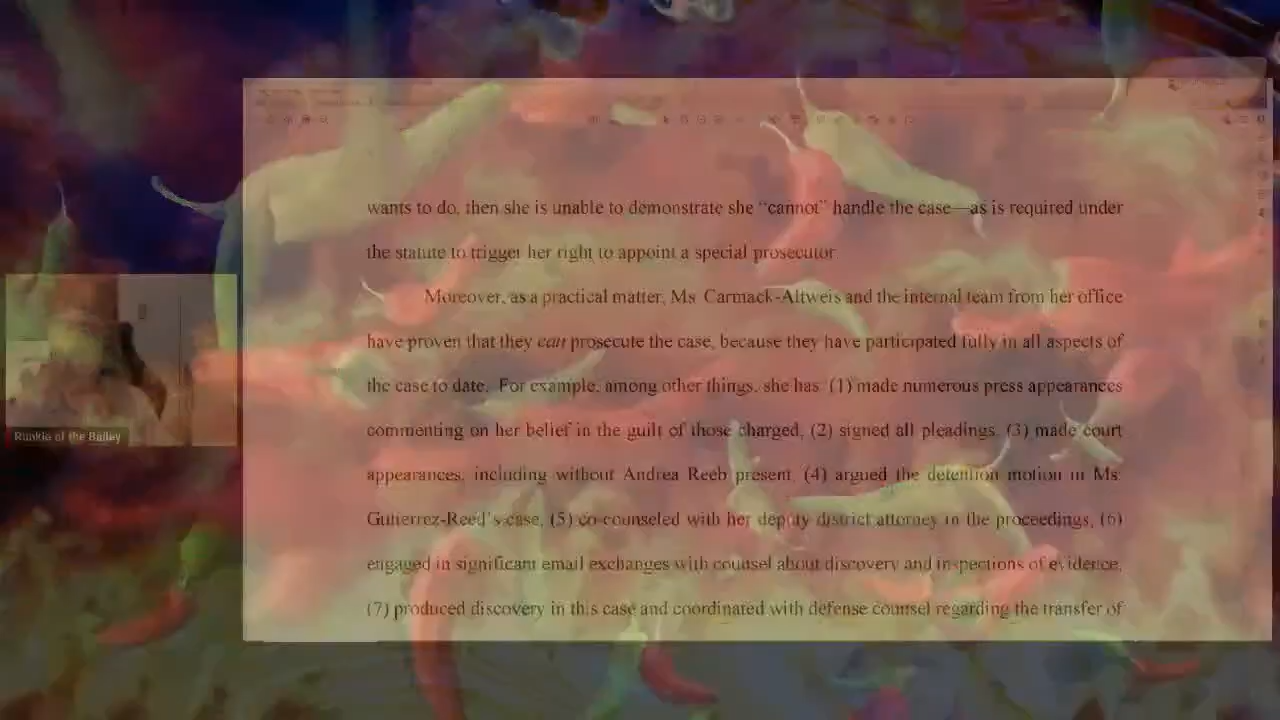 wants to do, then she is unable to demonstrate she “cannot” handle the case—as is required under
the statute to trigger her right to appoint a special prosecutor
Moreover, as a practical matter, Ms. Carmack-Altweis and the internal team from her office
have proven that they can prosecute the case, because they have participated fully in all aspects of
the case to date. For example, among other things, she has (1) made numerous press appearances
commenting on her belief in the guilt of those charged, (2) signed all pleadings, (3) made court
appearances, including without Andrea Reeb present, (4) argued the detention motion in Ms.
Gutierrez-Reed’s case, (5) co-counseled with her deputy district attorney in the proceedings, (6)
engaged in significant email exchanges with counsel about discovery and inspections of evidence,
(7) produced discovery in this case and coordinated with defense counsel regarding the transfer of
Runkle of the Bailey